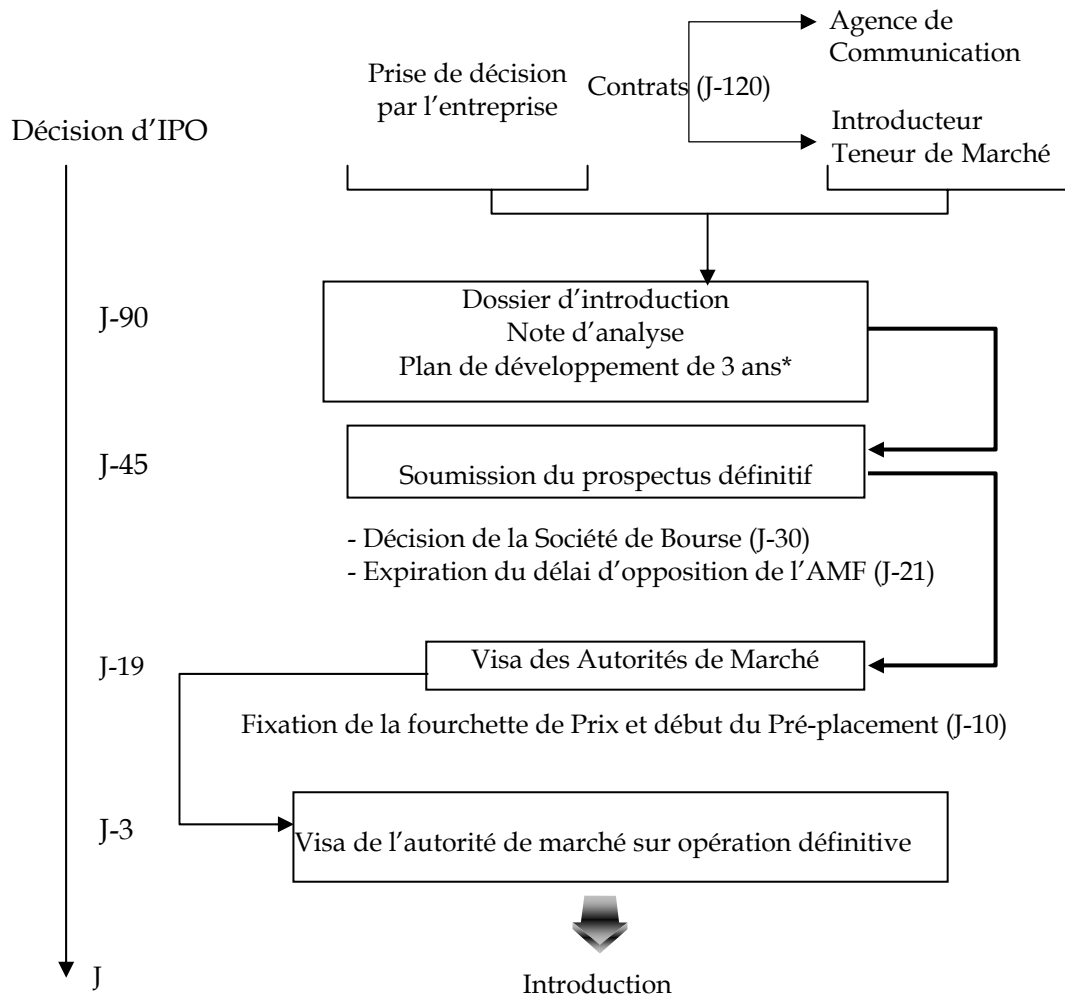 Agence de
Communication
Prise de décision
par l'entreprise
Contrats (J-120)
Introducteur
Teneur de Marché
Décision d'IPO
J-90
Dossier d'introduction
Note d'analyse
Plan de développement de 3 ans*
J-45
Soumission du prospectus définitif
- Décision de la Société de Bourse (J-30)
- Expiration du délai d'opposition de l'AMF (J-21)
J-19
Visa des Autorités de Marché
Fixation de la fourchette de Prix et début du Pré-placement (J-10)
J-3
Visa de l'autorité de marché sur opération définitive
J
Introduction